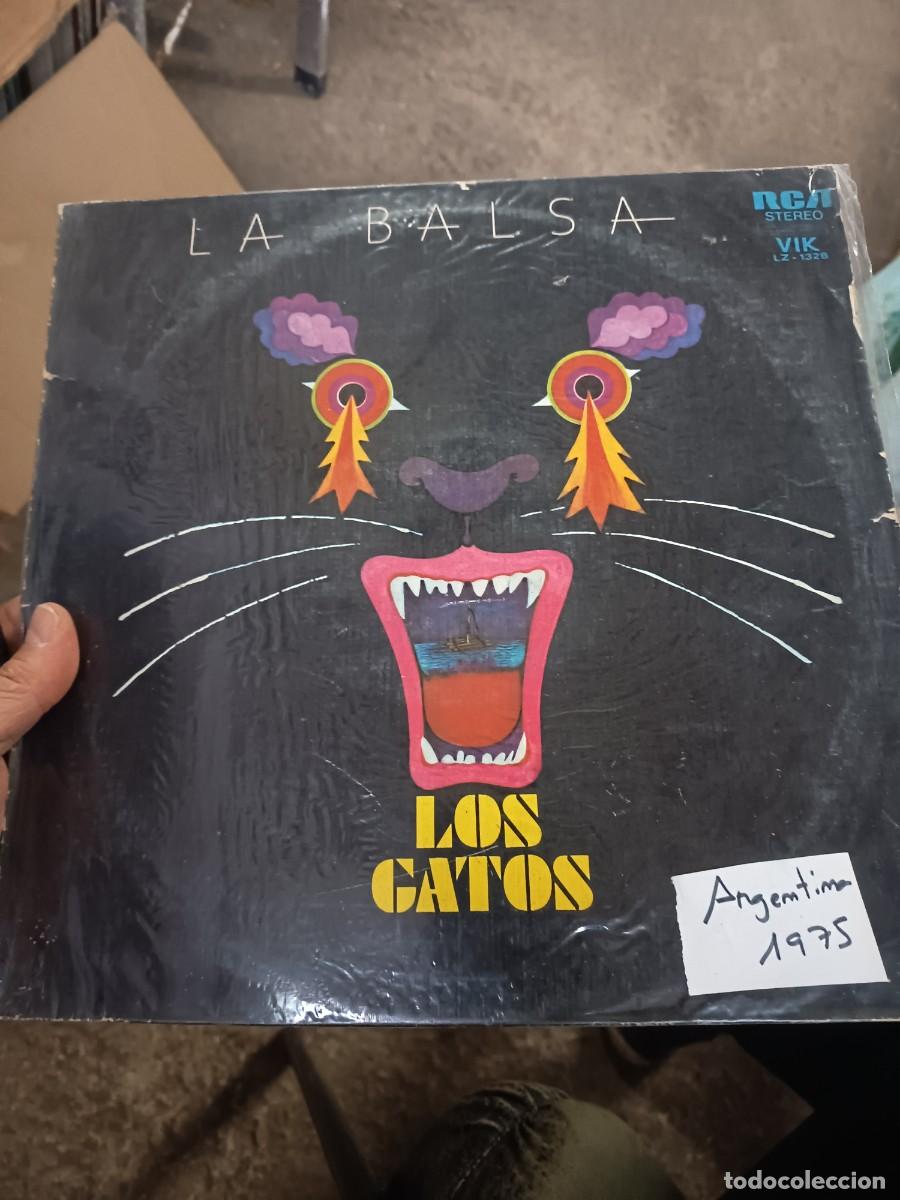 LA BALSA
RCA
STEREO
VIK
LZ-1328
LOS
GATOS
Argentina
1975
todocoleccion